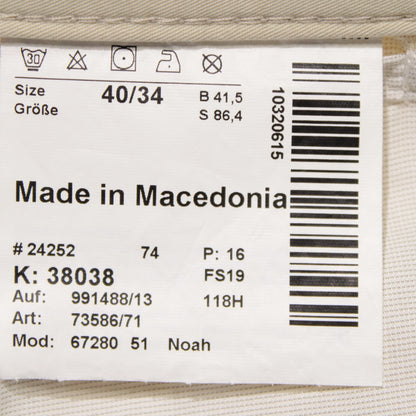 30
Size 40/34 B 41,5
Größe S 86,4
10320615
Made in Macedonia
# 24252 74 P: 16
K: 38038 FS19
Auf: 991488/13 118H
Art: 73586/71
Mod: 67280 51 Noah